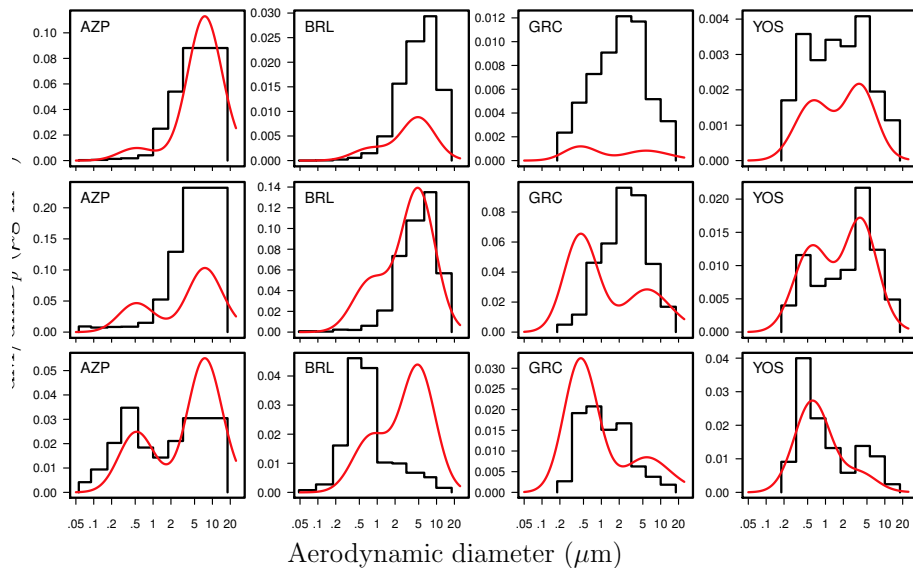 AZP BRL GRC YOS
0.10 0.08 0.06 0.04 0.02 0.00
0.030 0.025 0.020 0.015 0.010 0.005 0.000
0.012 0.010 0.008 0.006 0.004 0.002 0.000
0.004 0.003 0.002 0.001 0.000
AZP BRL GRC YOS
0.20 0.15 0.10 0.05 0.00
0.14 0.12 0.10 0.08 0.06 0.04 0.02 0.00
0.08 0.06 0.04 0.02 0.00
0.020 0.015 0.010 0.005 0.000
AZP BRL GRC YOS
0.05 0.04 0.03 0.02 0.01 0.00
0.04 0.03 0.02 0.01 0.00
0.030 0.025 0.020 0.015 0.010 0.005 0.000
0.04 0.03 0.02 0.01 0.00
.05 .1 .2 .5 1 2 5 10 20 .05 .1 .2 .5 1 2 5 10 20 .05 .1 .2 .5 1 2 5 10 20 .05 .1 .2 .5 1 2 5 10 20
Aerodynamic diameter (μm)